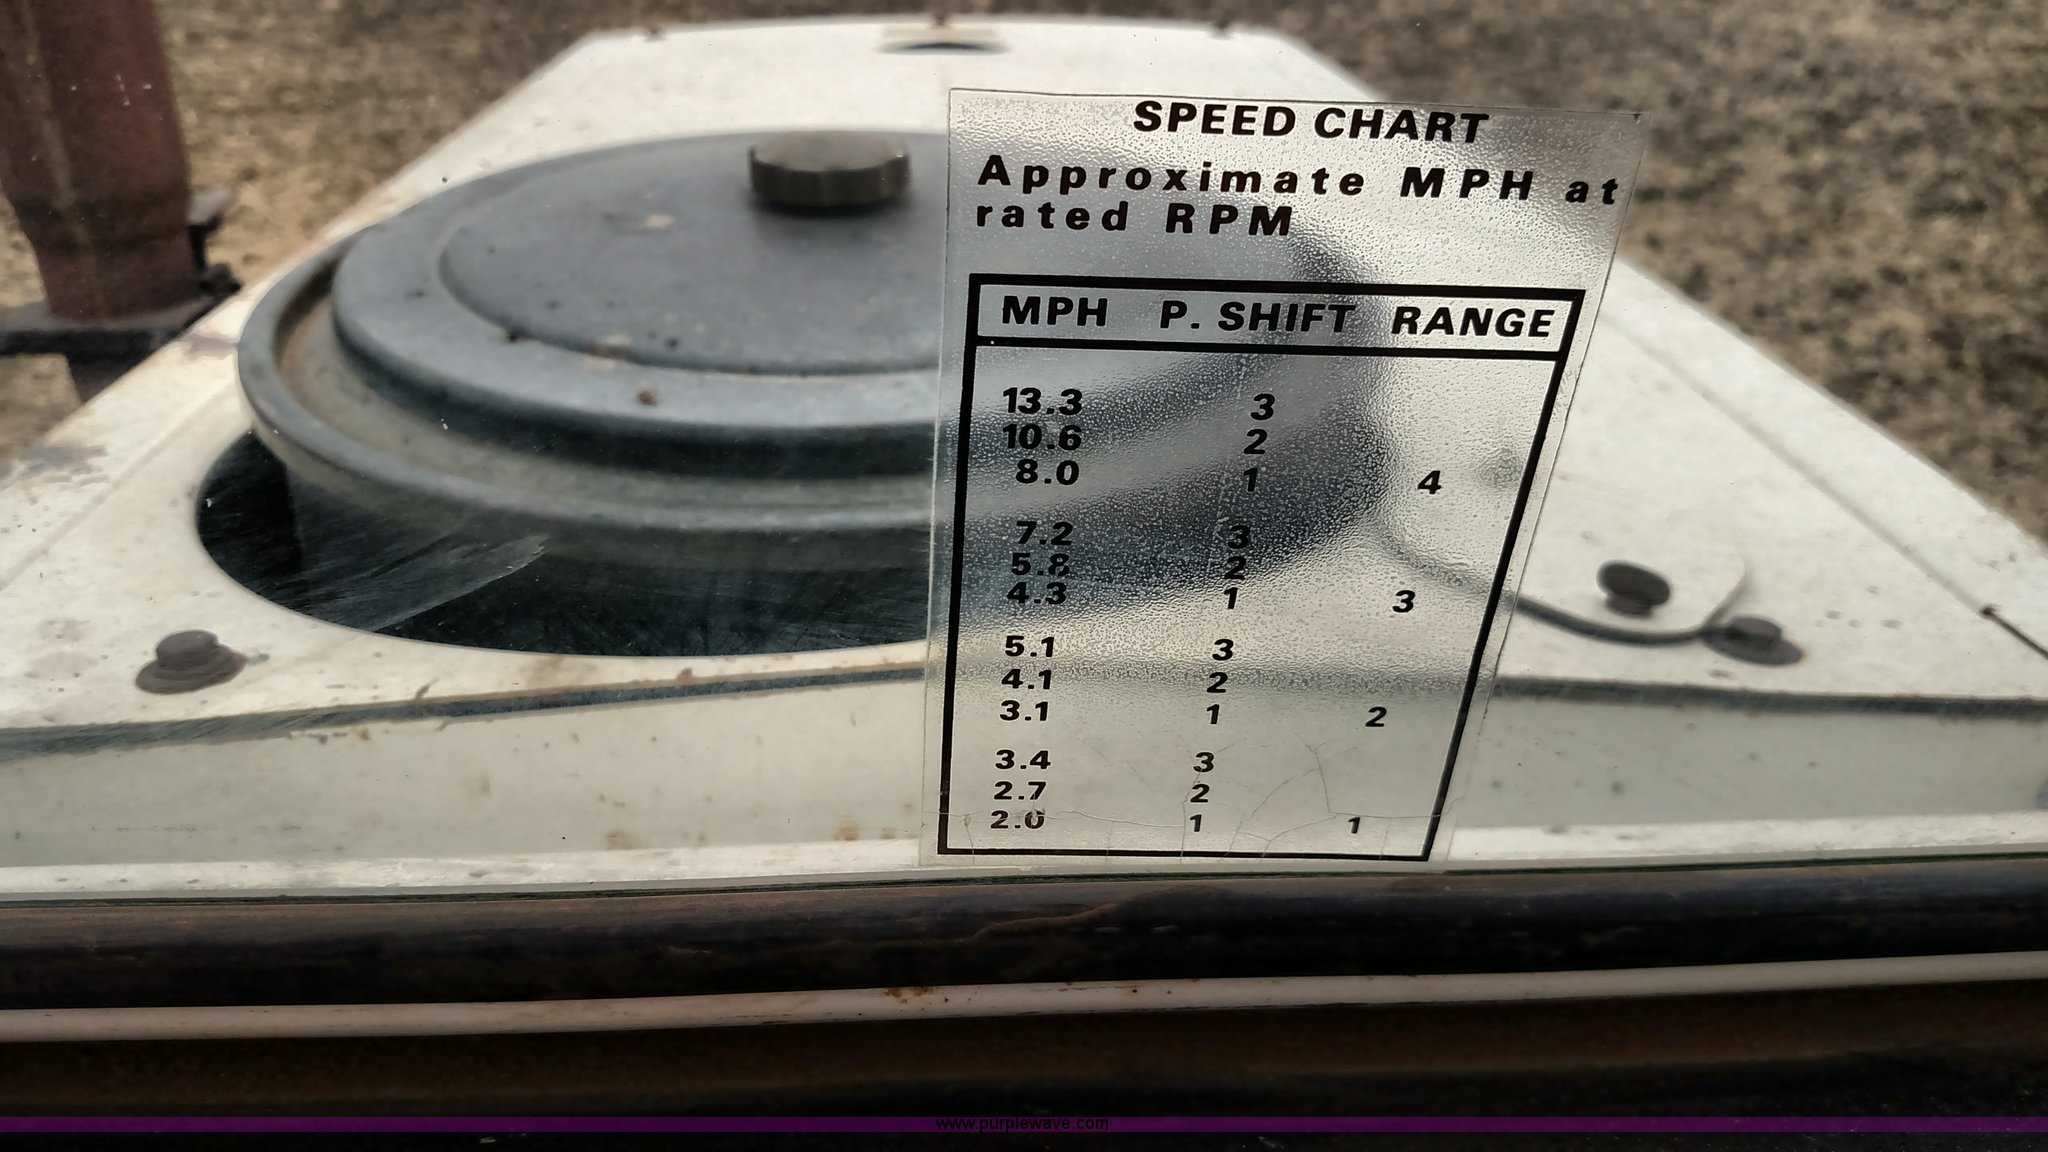 SPEED CHART
Approximate MPH at
rated RPM
MPH P. SHIFT RANGE
13.3 3
10.6 2
8.0 1 4
7.2 3
5.8 2
4.3 1 3
5.1 3
4.1 2
3.1 1 2
3.4 3
2.7 2
2.0 1 1
www.purplewave.com